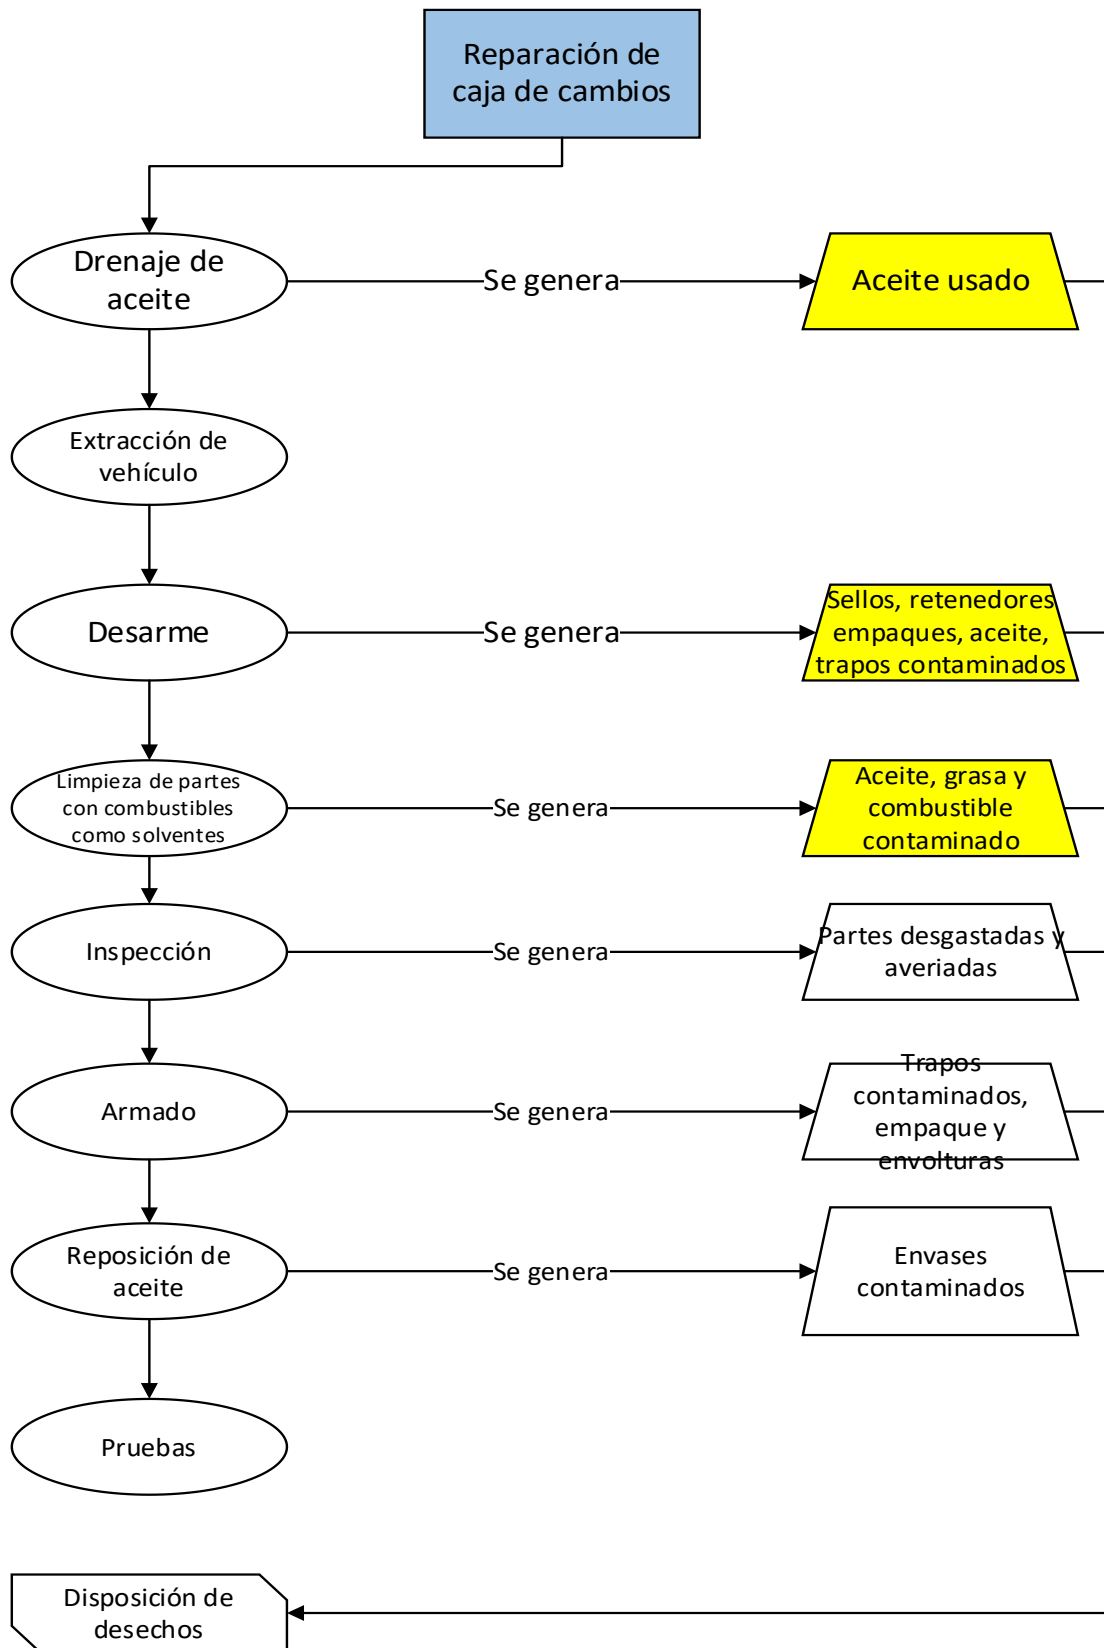 Reparación de
caja de cambios
Drenaje de
aceite
Se genera
Aceite usado
Extracción de
vehículo
Desarme
Se genera
Sellos, retenedores
empaques, aceite,
trapos contaminados
Limpieza de partes
con combustibles
como solventes
Se genera
Aceite, grasa y
combustible
contaminado
Inspección
Se genera
Partes desgastadas y
averiadas
Armado
Se genera
Trapos
contaminados,
empaque y
envolturas
Reposición de
aceite
Se genera
Envases
contaminados
Pruebas
Disposición de
desechos